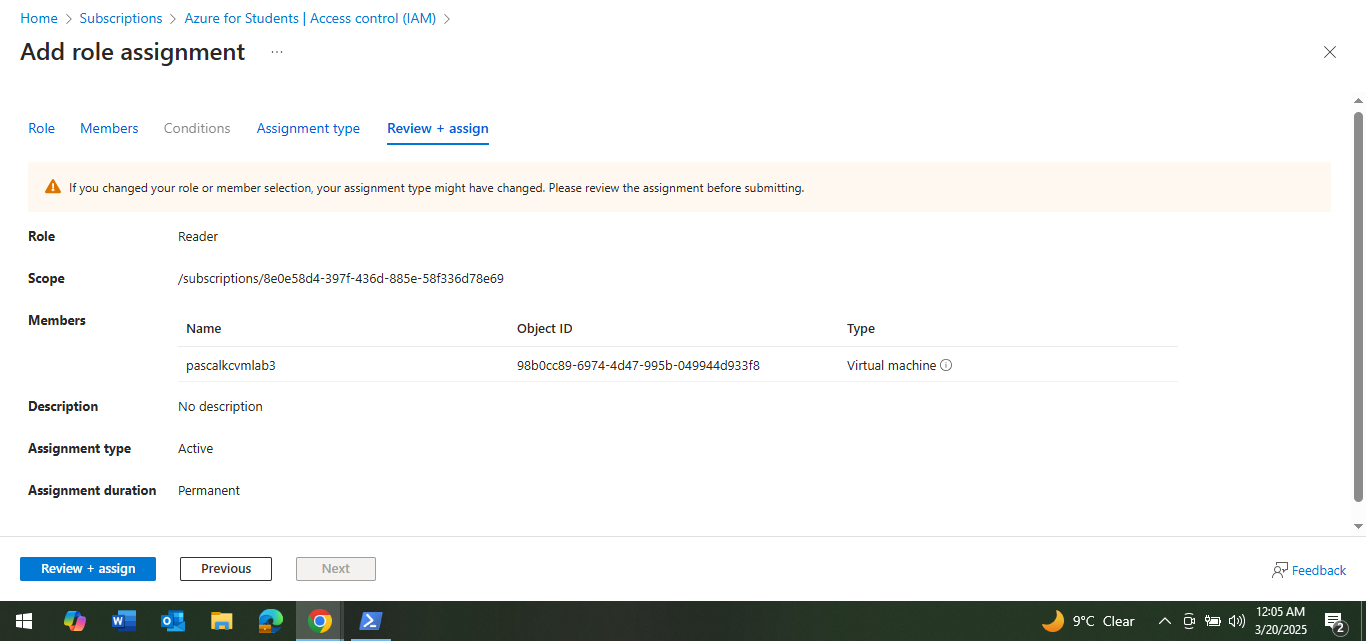 Home > Subscriptions > Azure for Students | Access control (IAM) >
Add role assignment ...
Role Members Conditions Assignment type Review + assign
If you changed your role or member selection, your assignment type might have changed. Please review the assignment before submitting.
Role Reader
Scope /subscriptions/8e0e58d4-397f-436d-885e-58f336d78e69
Members
Name Object ID Type
pascalkcvmlab3 98b0cc89-6974-4d47-995b-049944d933f8 Virtual machine
Description No description
Assignment type Active
Assignment duration Permanent
Review + assign Previous Next
Feedback
9°C Clear
12:05 AM
3/20/2025
2